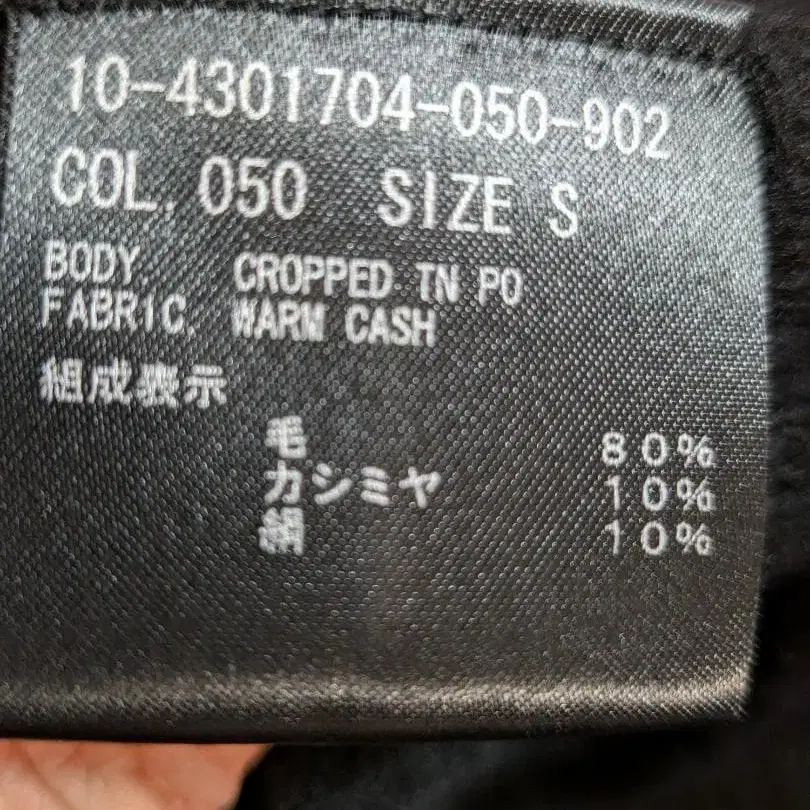 10-4301704-050-902
COL. 050 SIZE S
BODY CROPPED TN PO
FABRIC. WARM CASH
組成表示
毛 80%
カシミヤ 10%
絹 10%